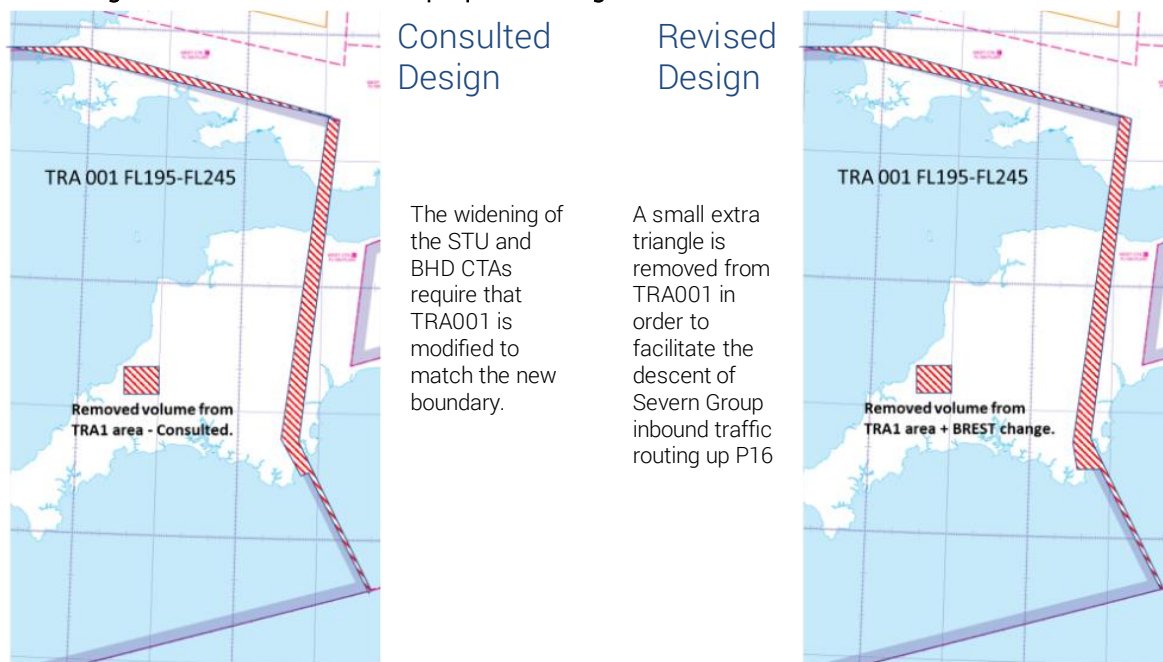 Consulted
Design
Revised
Design
TRA 001 FL195-FL245
The widening of
the STU and
BHD CTAs
require that
TRA001 is
modified to
match the new
boundary.
A small extra
triangle is
removed from
TRA001 in
order to
facilitate the
descent of
Severn Group
inbound traffic
routing up P16
TRA 001 FL195-FL245
Removed volume from
TRA1 area - Consulted.
Removed volume from
TRA1 area + BREST change.